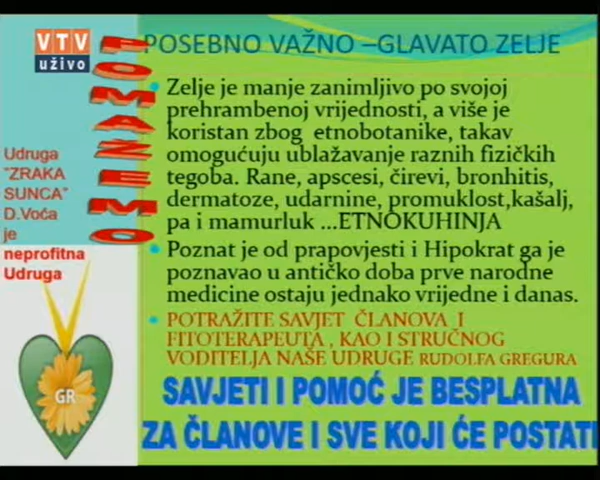 VTV
uživo
POMAŽEMO
Udruga
"ZRAKA
SUNCA"
D.Voća
je
neprofitna
Udruga
GR
POSEBNO VAŽNO –GLAVATO ZELJE
• Zelje je manje zanimljivo po svojoj
prehrambenoj vrijednosti, a više je
koristan zbog etnobotanike, takav
omogućuju ublažavanje raznih fizičkih
tegoba. Rane, apscesi, čirevi, bronhitis,
dermatoze, udarnine, promuklost,kašalj,
pa i mamurluk ...ETNOKUHINJA
• Poznat je od prapovjesti i Hipokrat ga je
poznavao u antičko doba prve narodne
medicine ostaju jednako vrijedne i danas.
• POTRAŽITE SAVJET ČLANOVA I
FITOTERAPEUTA , KAO I STRUČNOG
VODITELJA NAŠE UDRUGE RUDOLFA GREGURA
SAVJETI I POMOĆ JE BESPLATNA
ZA ČLANOVE I SVE KOJI ĆE POSTATI